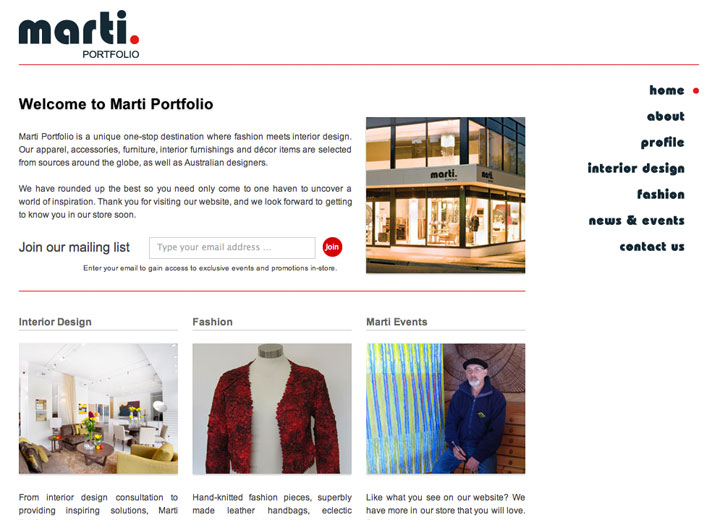 marti.
PORTFOLIO
home
about
profile
interior design
fashion
news & events
contact us
Welcome to Marti Portfolio
Marti Portfolio is a unique one-stop destination where fashion meets interior design.
Our apparel, accessories, furniture, interior furnishings and décor items are selected
from sources around the globe, as well as Australian designers.
We have rounded up the best so you need only come to one haven to uncover a
world of inspiration. Thank you for visiting our website, and we look forward to getting
to know you in our store soon.
marti.
Join our mailing list
Type your email address ...
Join
Enter your email to gain access to exclusive events and promotions in-store.
Interior Design
From interior design consultation to
providing inspiring solutions, Marti
Fashion
Hand-knitted fashion pieces, superbly
made leather handbags, eclectic
Marti Events
Like what you see on our website? We
have more in our store that you will love.